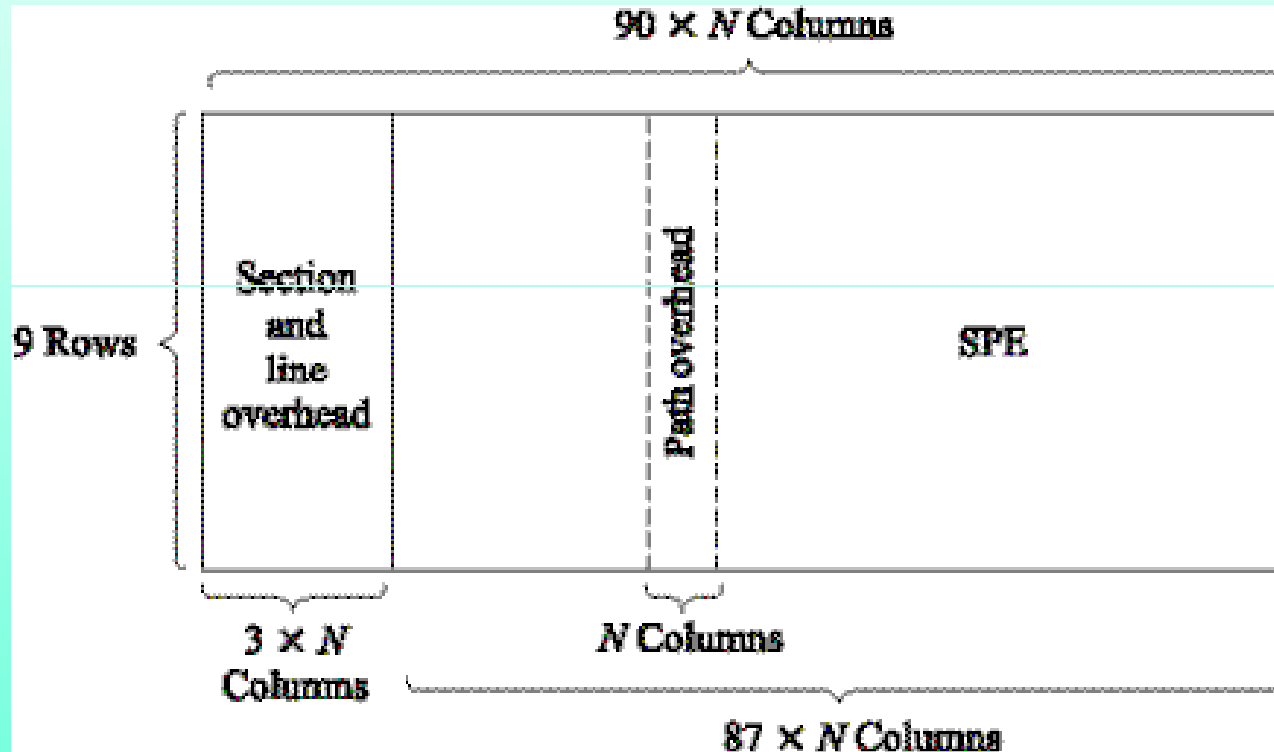 90 × N Columns
Section
and
line
overhead
9 Rows
Path overhead
SPE
3 × N
Columns
N Columns
87 × N Columns